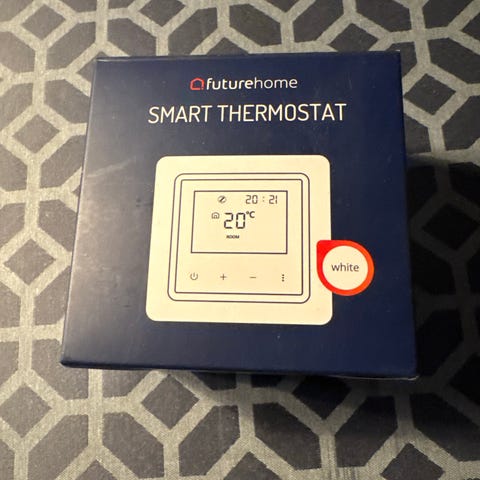 futurehome
SMART THERMOSTAT
20:21
20°C
ROOM
white